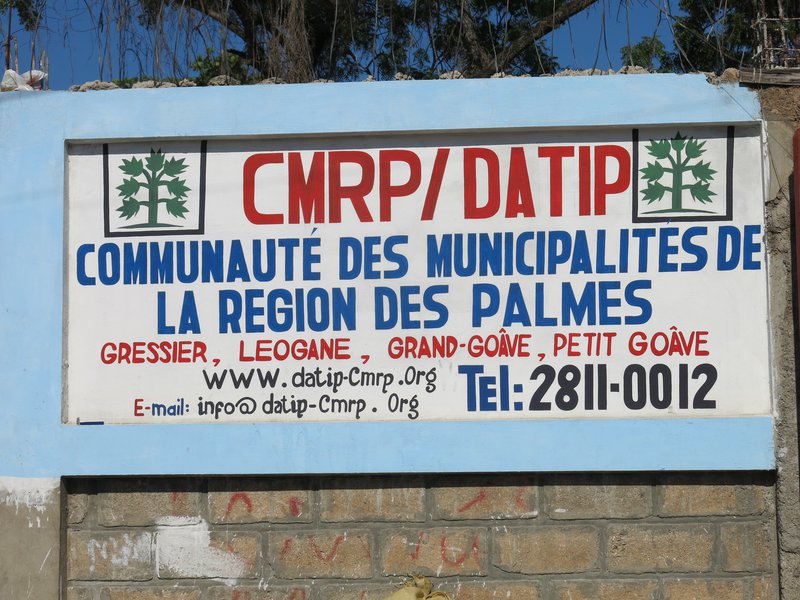 CMRP/DATIP
COMMUNAUTÉ DES MUNICIPALITÉS DE
LA REGION DES PALMES
GRESSIER, LEOGANE, GRAND-GOÂVE, PETIT GOÂVE
WWW.datip-Cmrp.Org
Tel: 2811-0012
E-mail: info@datip-Cmrp.Org